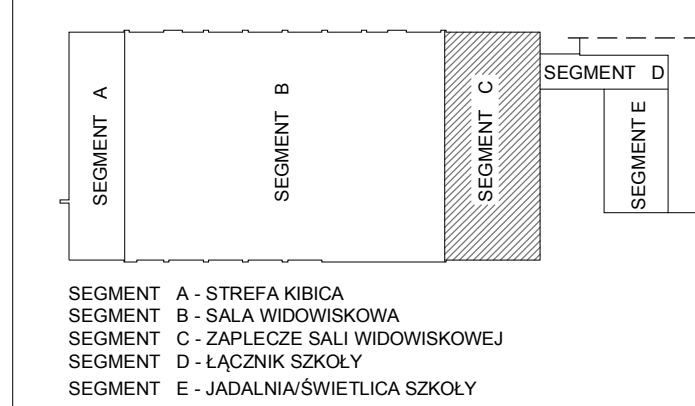 SEGMENT A
SEGMENT B
SEGMENT C
SEGMENT D
SEGMENT E
SEGMENT A - STREFA KIBICA
SEGMENT B - SALA WIDOWISKOWA
SEGMENT C - ZAPLECZE SALI WIDOWISKOWEJ
SEGMENT D - ŁĄCZNIK SZKOŁY
SEGMENT E - JADALNIA/ŚWIETLICA SZKOŁY